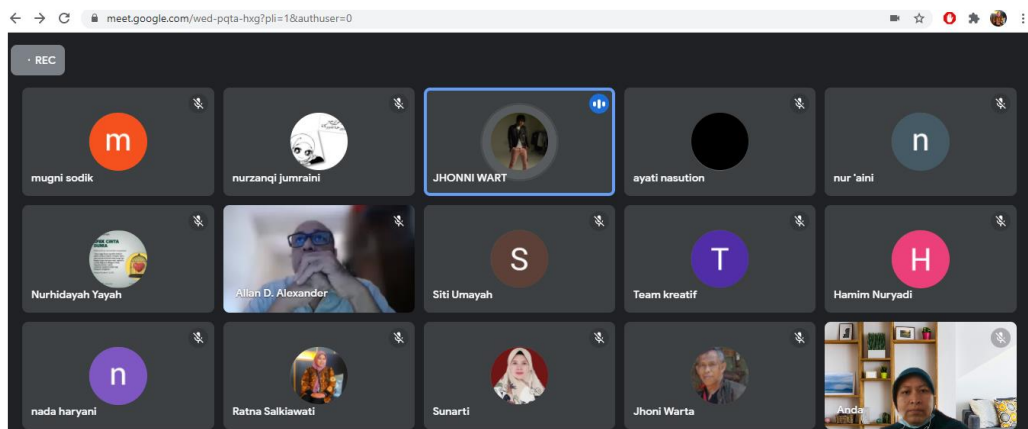 meet.google.com/wed-pqta-hxg?pli=1&authuser=0
· REC
m
mugni sodik
nurzanqi jumraini
JHONNI WART
ayati nasution
n
nur 'aini
Nurhidayah Yayah
Allan D. Alexander
S
Siti Umayah
T
Team kreatif
H
Hamim Nuryadi
n
nada haryani
Ratna Salkiawati
Sunarti
Jhoni Warta
Anda